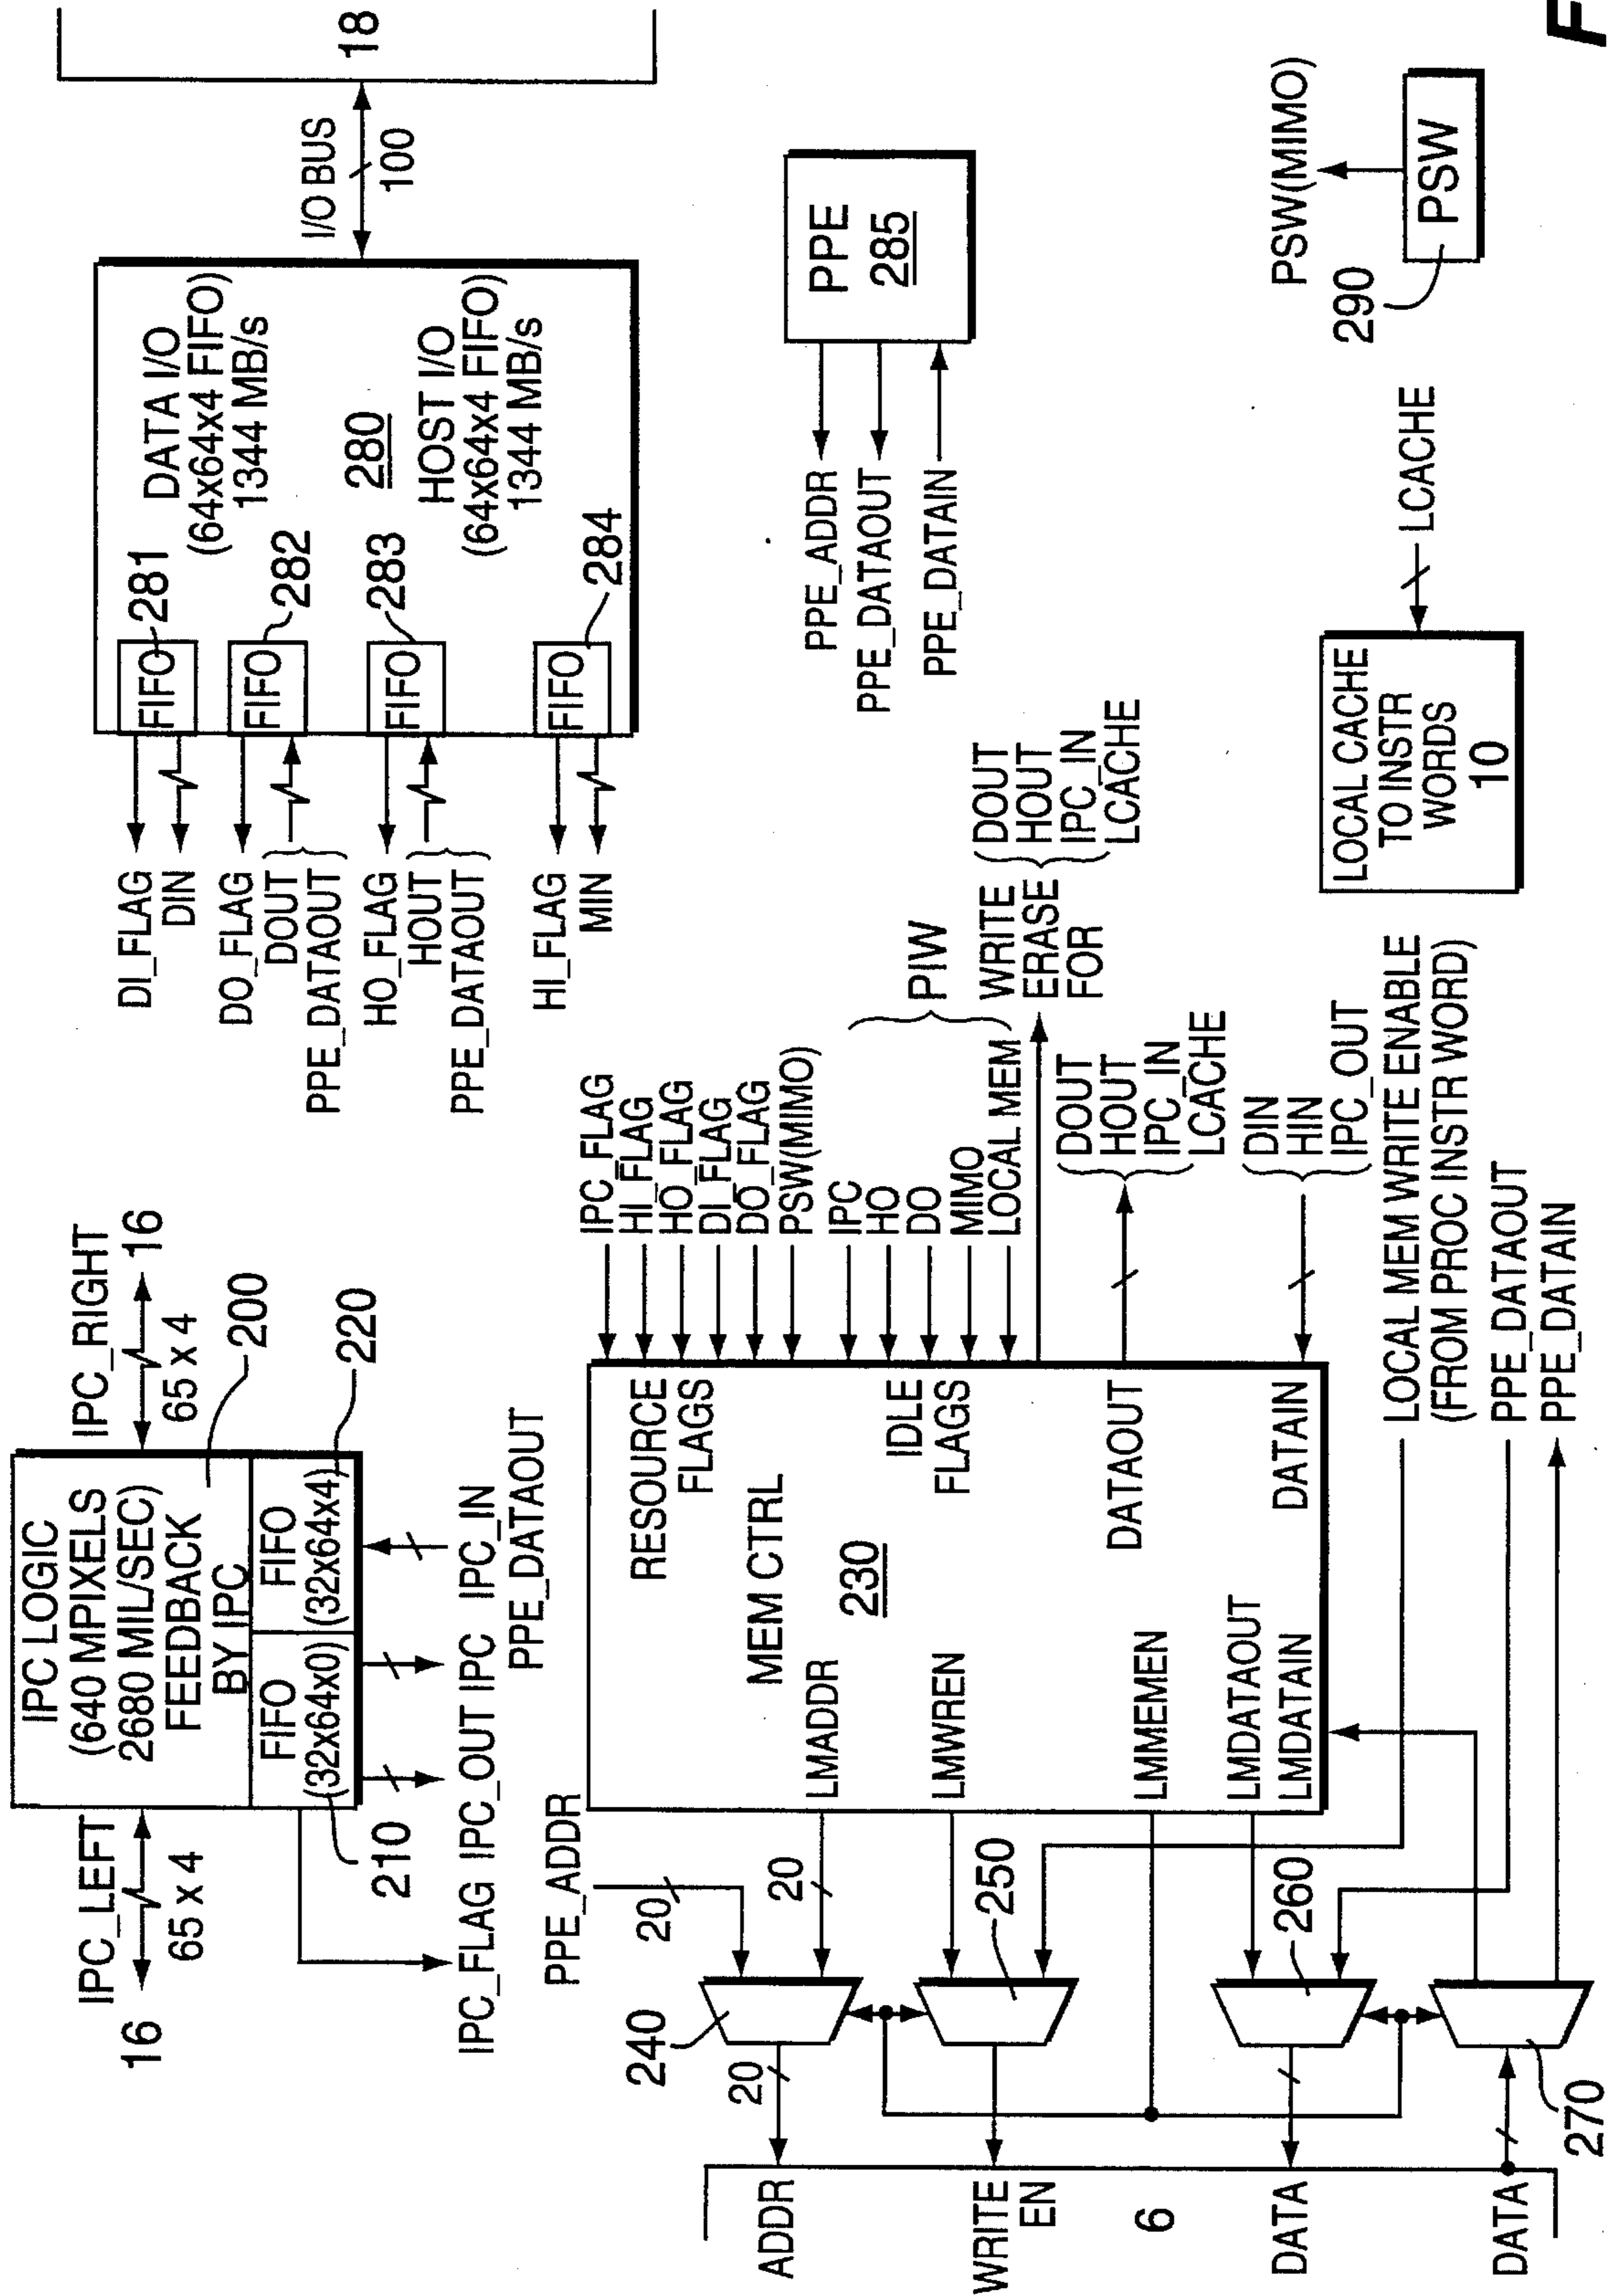 IPC_LEFT
16
65 x 4
IPC LOGIC
(640 MPIXELS
2680 MIL/SEC)
FEEDBACK
BY IPC
FIFO
(32x64x0)
FIFO
(32x64x4)
IPC_RIGHT
16
65 x 4
200
210
220
IPC_FLAG
IPC_OUT
IPC
IPC_IN
PPE_DATAOUT
DATA I/O
(64x64x4 FIFO)
1344 MB/s
280
HOST I/O
(64x64x4 FIFO)
1344 MB/s
FIFO
281
FIFO
282
FIFO
283
FIFO
284
I/O BUS
100
18
DI_FLAG
DIN
DO_FLAG
DOUT
PPE_DATAOUT
HO_FLAG
HOUT
PPE_DATAOUT
HI_FLAG
MIN
PPE_ADDR
20
20
20
240
250
260
270
ADDR
WRITE
EN
6
DATA
DATA
MEM CTRL
230
LMADDR
LMWREN
LMMEMEN
LMDATAOUT
LMDATAIN
RESOURCE
FLAGS
IDLE
FLAGS
DATAOUT
DATAIN
IPC_FLAG
HI_FLAG
HO_FLAG
DI_FLAG
DO_FLAG
PSW(MIMO)
IPC
HO
DO
MIMO
LOCAL MEM
PIW
WRITE
ERASE
FOR
DOUT
HOUT
IPC_IN
LCACHE
DOUT
HOUT
IPC_IN
LCACHE
DIN
HIN
IPC_OUT
LOCAL MEM WRITE ENABLE
(FROM PROC INSTR WORD)
PPE_DATAOUT
PPE_DATAIN
PPE
285
PPE_ADDR
PPE_DATAOUT
PPE_DATAIN
LOCAL CACHE
TO INSTR
WORDS
10
LCACHE
PSW(MIMO)
290
PSW
F